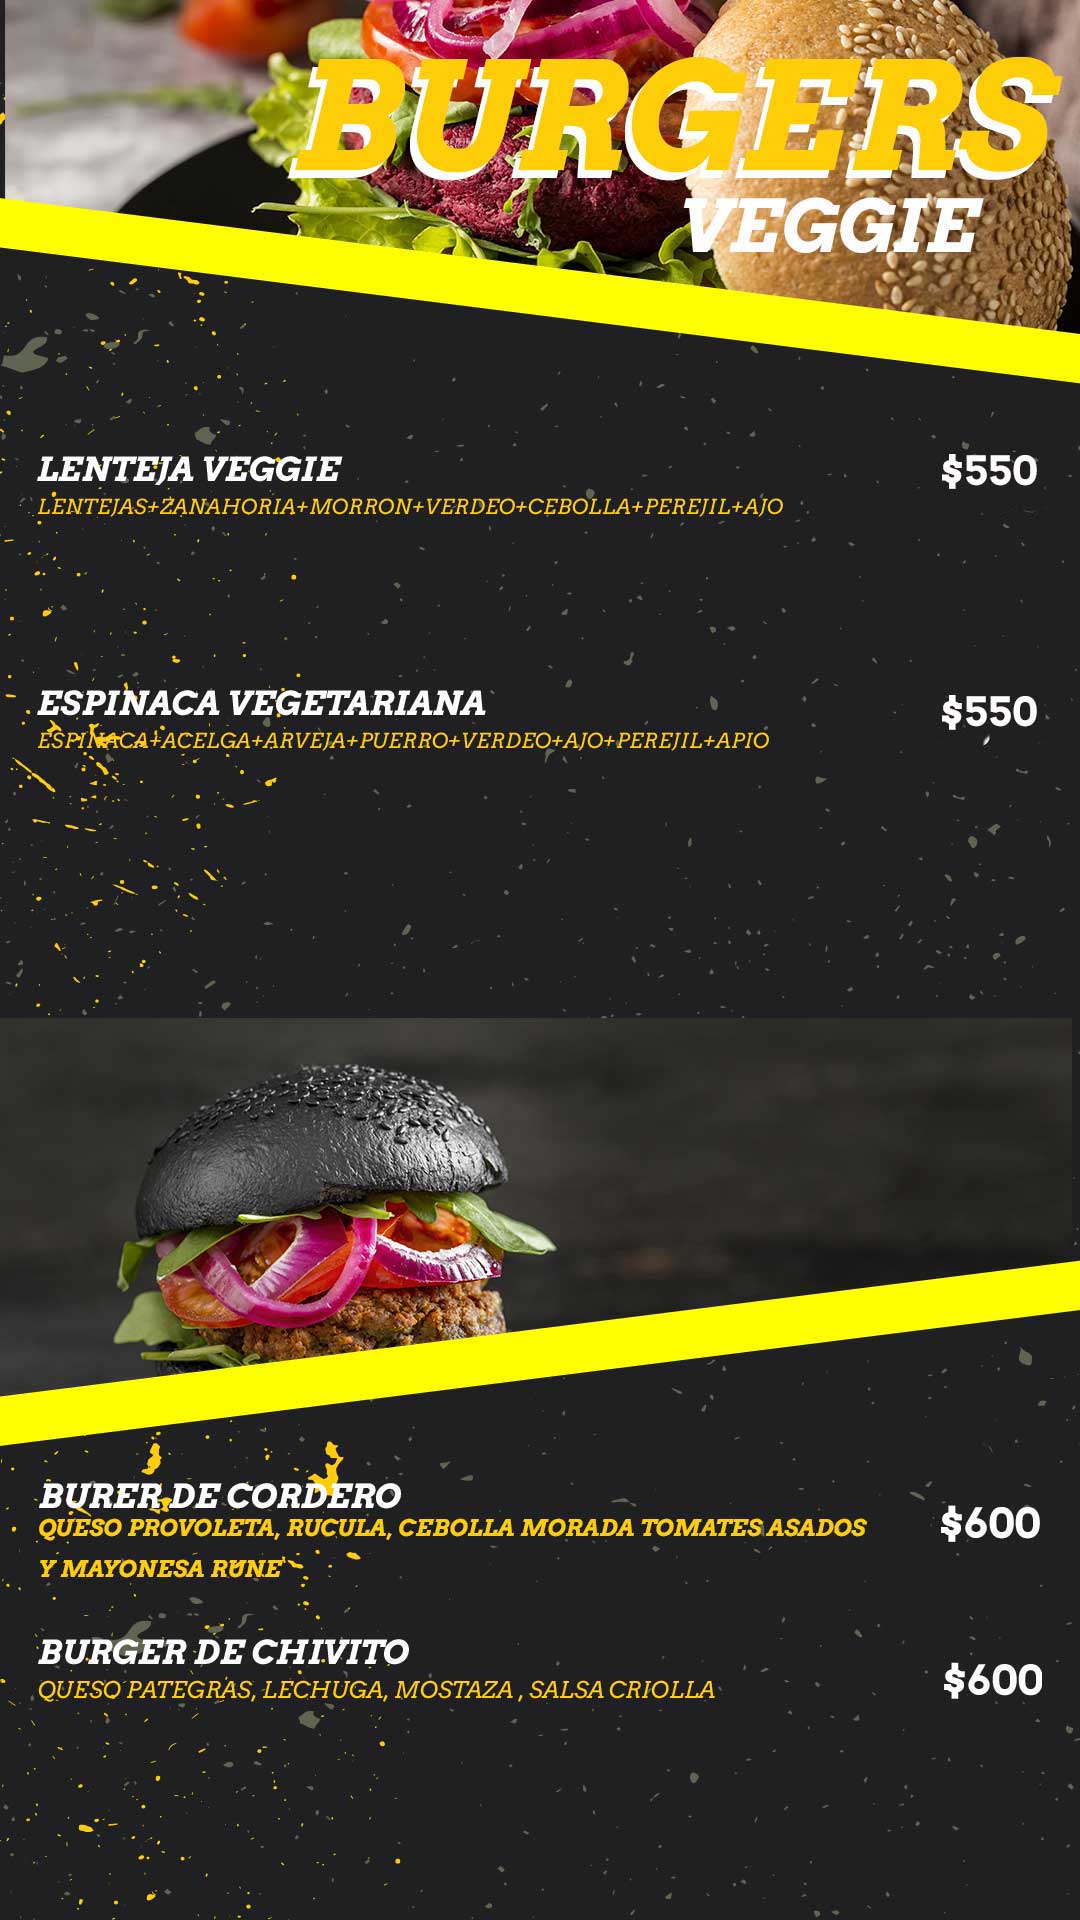 BURGERS
VEGGIE
LENTEJA VEGGIE
$550
LENTEJAS+ZANAHORIA+MORRON+VERDEO+CEBOLLA+PEREJIL+AJO
ESPINACA VEGETARIANA
$550
ESPINACA+ACELGA+ARVEJA+PUERRO+VERDEO+AJO+PEREJIL+APIO
BURER DE CORDERO
QUESO PROVOLETA, RUCULA, CEBOLLA MORADA TOMATES ASADOS
$600
Y MAYONESA RUNE
BURGER DE CHIVITO
$600
QUESO PATEGRAS, LECHUGA, MOSTAZA , SALSA CRIOLLA